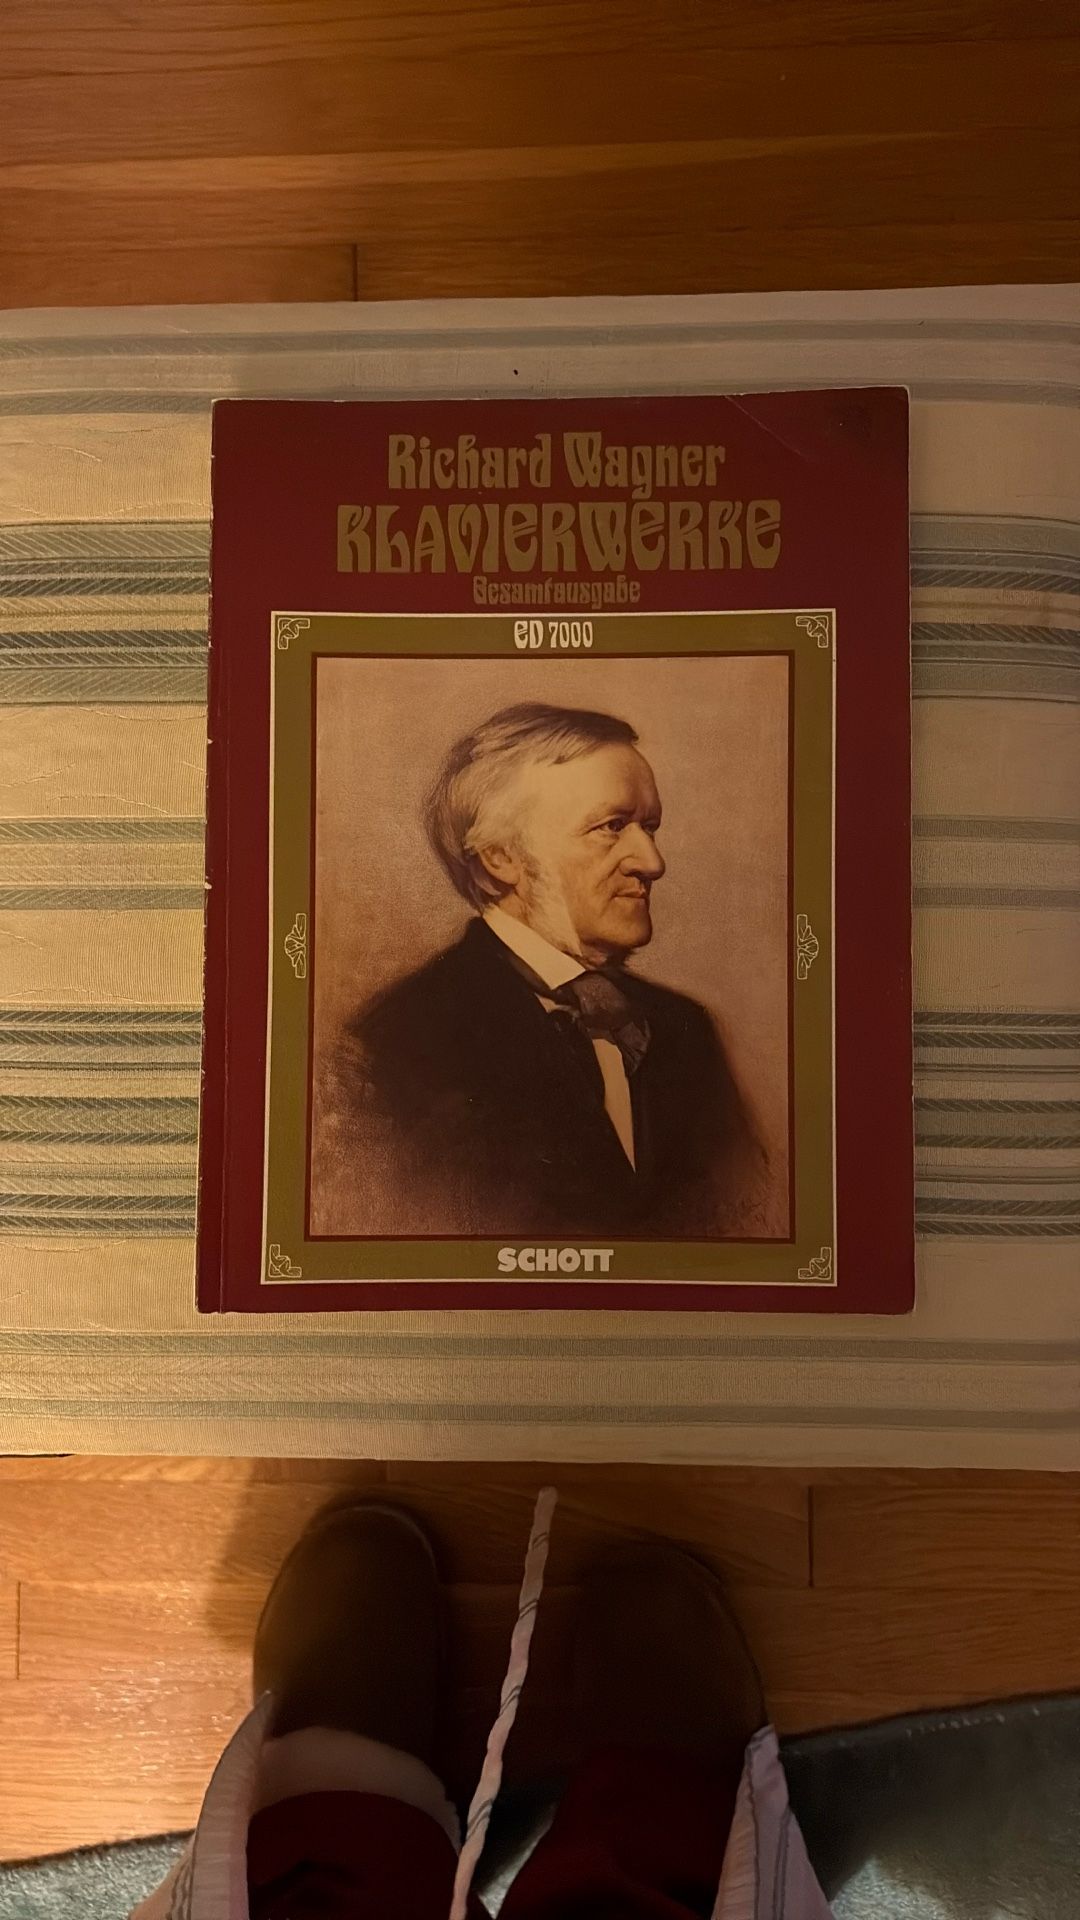 Richard Wagner
KLAVIERWERKE
Gesamtausgabe
ED 7000
SCHOTT